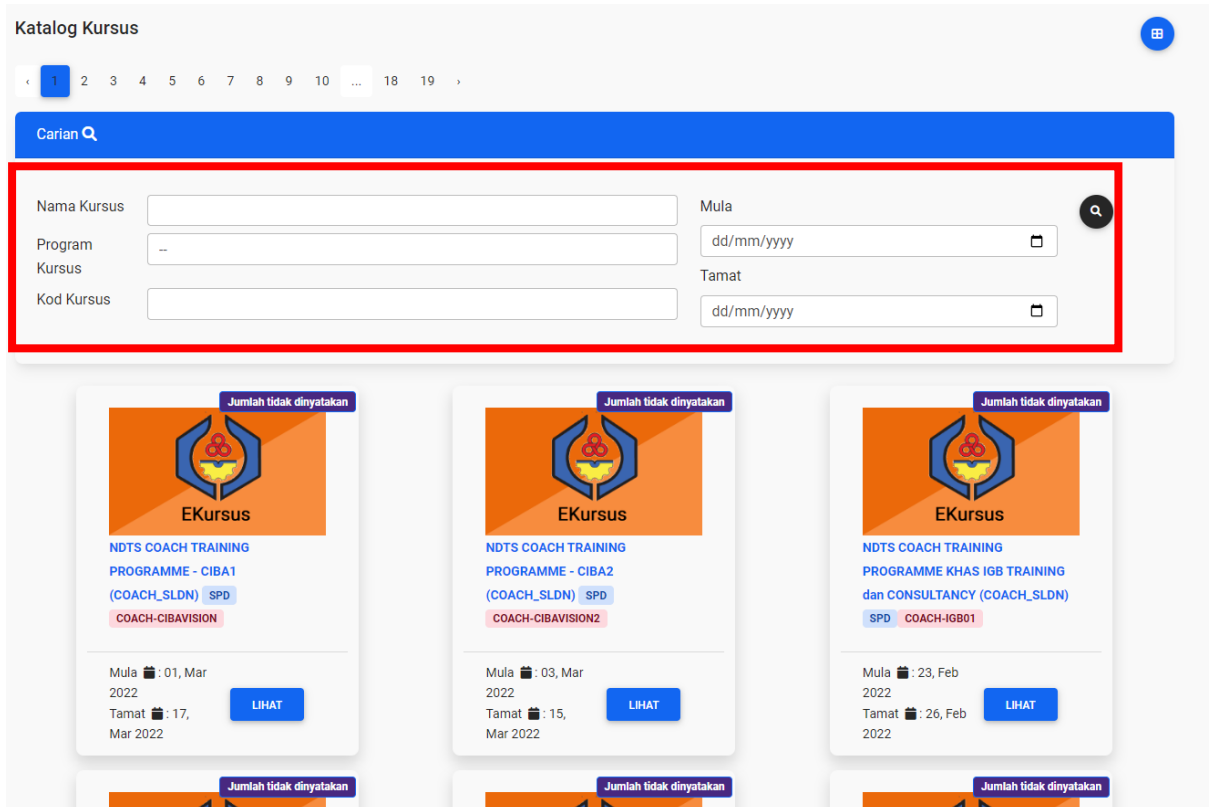 Katalog Kursus
‹ 1 2 3 4 5 6 7 8 9 10 ... 18 19 ›
Carian
Nama Kursus
Program
Kursus
--
Kod Kursus
Mula
dd/mm/yyyy
Tamat
dd/mm/yyyy
Jumlah tidak dinyatakan
EKursus
NDTS COACH TRAINING
PROGRAMME - CIBA1
(COACH_SLDN) SPD
COACH-CIBAVISION
Mula : 01, Mar
2022
Tamat : 17,
Mar 2022
LIHAT
Jumlah tidak dinyatakan
EKursus
NDTS COACH TRAINING
PROGRAMME - CIBA2
(COACH_SLDN) SPD
COACH-CIBAVISION2
Mula : 03, Mar
2022
Tamat : 15,
Mar 2022
LIHAT
Jumlah tidak dinyatakan
EKursus
NDTS COACH TRAINING
PROGRAMME KHAS IGB TRAINING
dan CONSULTANCY (COACH_SLDN)
SPD COACH-IGB01
Mula : 23, Feb
2022
Tamat : 26, Feb
2022
LIHAT
Jumlah tidak dinyatakan
Jumlah tidak dinyatakan
Jumlah tidak dinyatakan